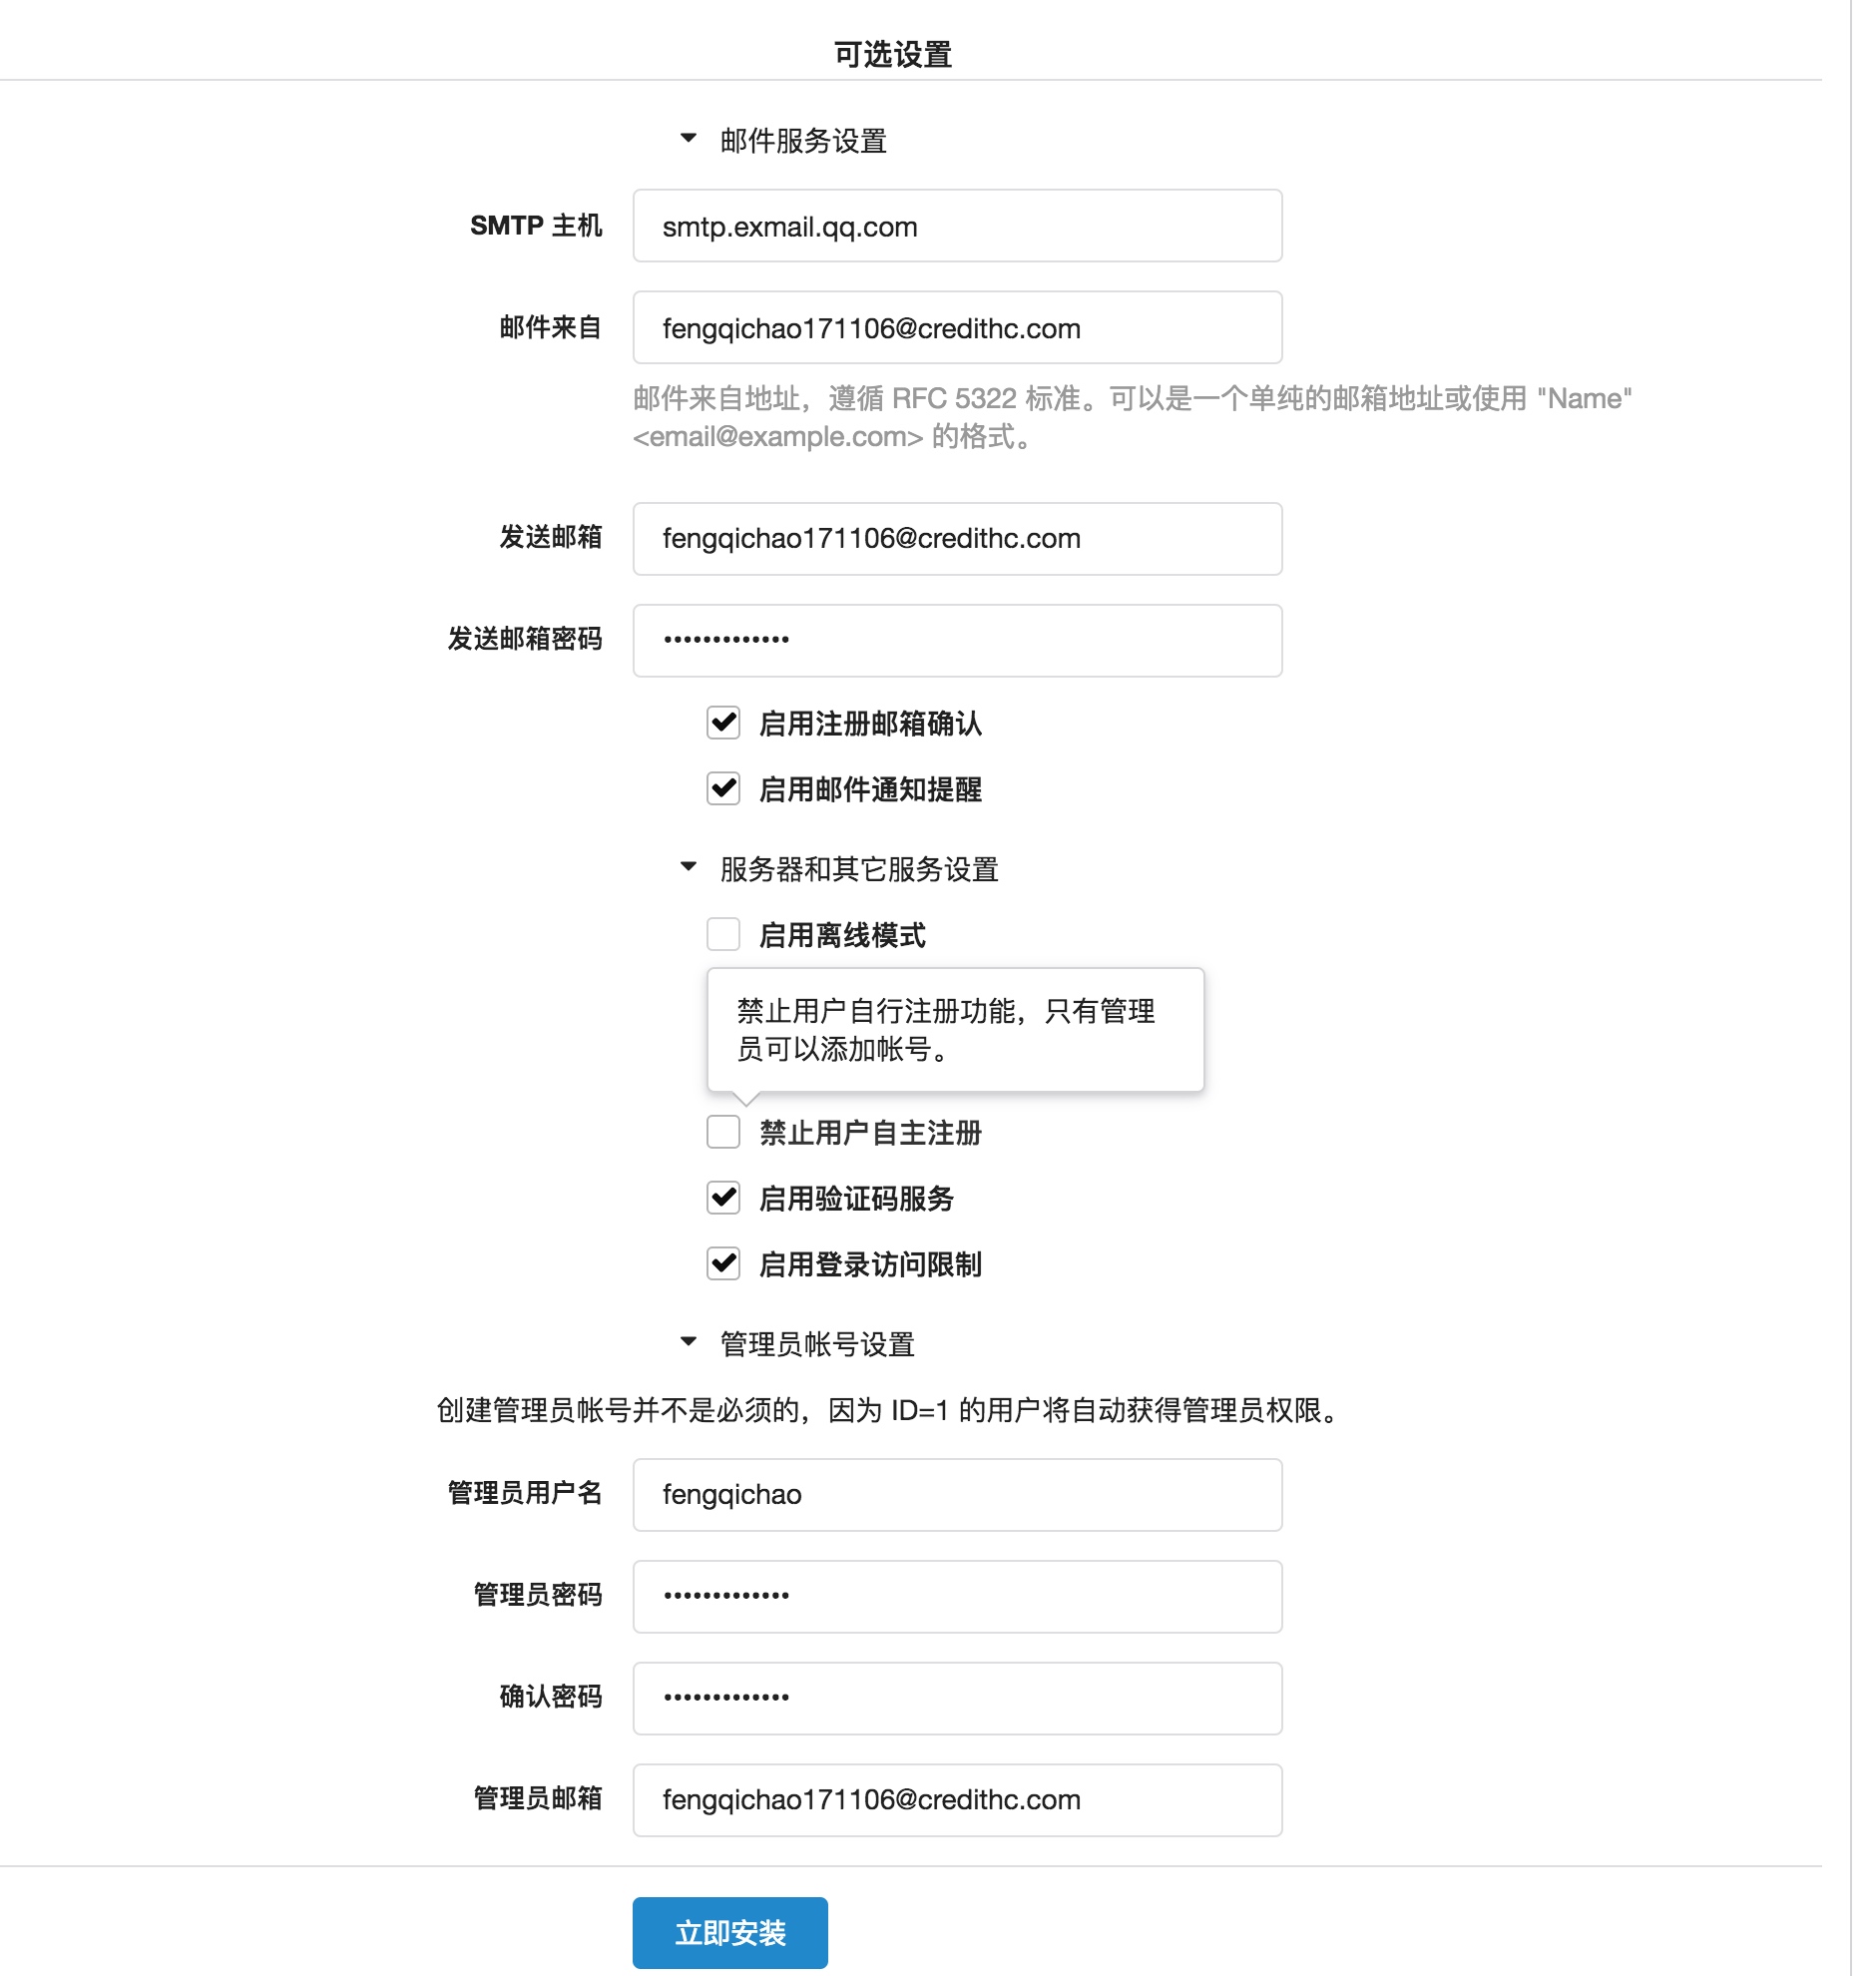 可选设置
邮件服务设置
SMTP 主机
smtp.exmail.qq.com
邮件来自
fengqichao171106@credithc.com
邮件来自地址，遵循 RFC 5322 标准。可以是一个单纯的邮箱地址或使用 "Name"
<email@example.com> 的格式。
发送邮箱
fengqichao171106@credithc.com
发送邮箱密码
•••••••••••••
启用注册邮箱确认
启用邮件通知提醒
服务器和其它服务设置
启用离线模式
禁止用户自行注册功能，只有管理
员可以添加帐号。
禁止用户自主注册
启用验证码服务
启用登录访问限制
管理员帐号设置
创建管理员帐号并不是必须的，因为 ID=1 的用户将自动获得管理员权限。
管理员用户名
fengqichao
管理员密码
•••••••••••••
确认密码
•••••••••••••
管理员邮箱
fengqichao171106@credithc.com
立即安装